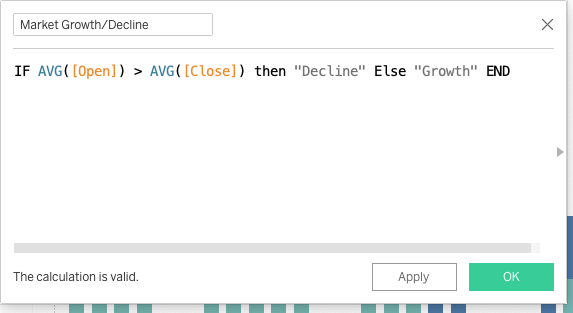 Market Growth/Decline
IF AVG([Open]) > AVG([Close]) then "Decline" Else "Growth" END
The calculation is valid.
Apply
OK